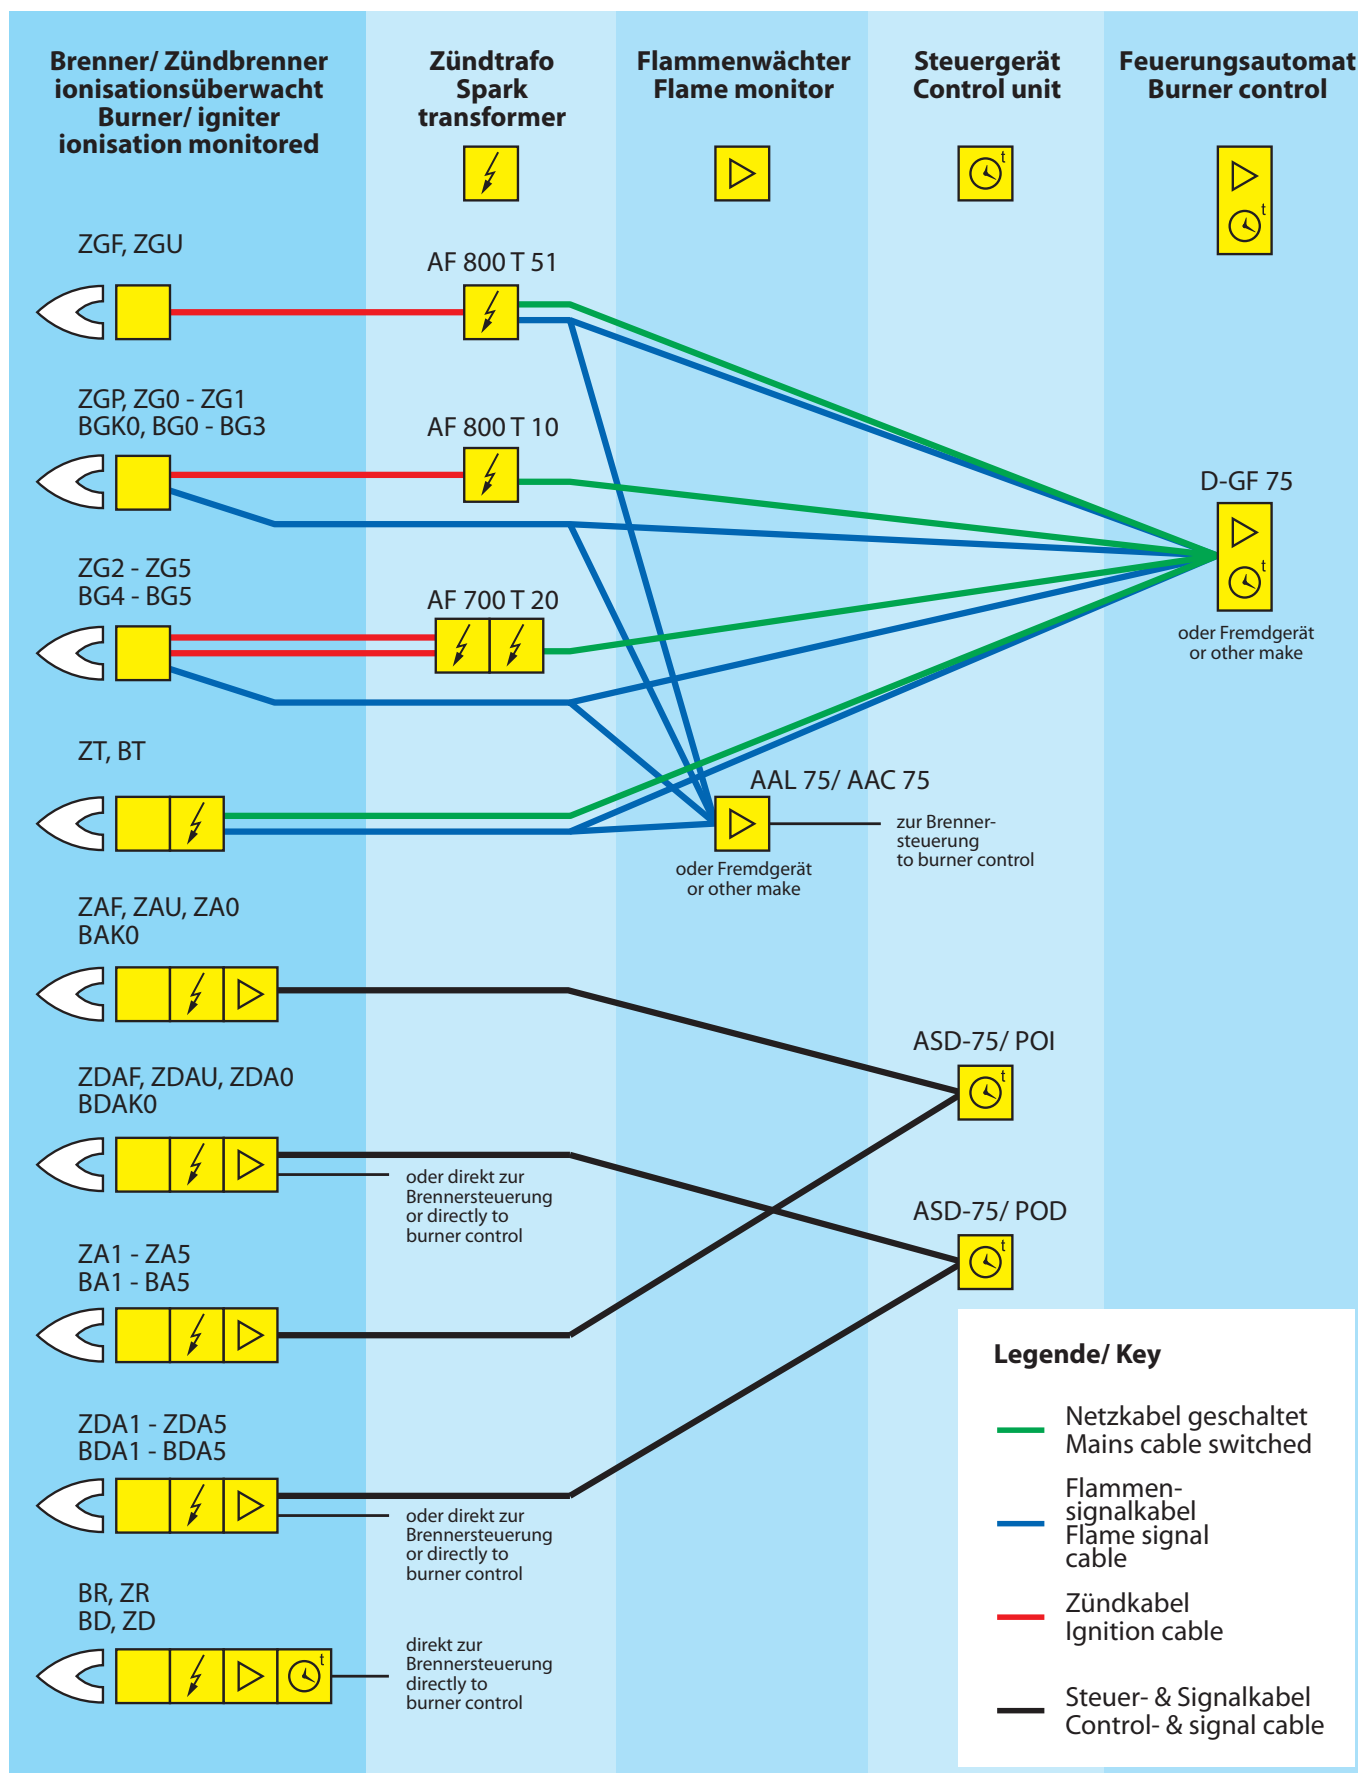 Brenner/ Zündbrenner
ionisationsüberwacht
Burner/ igniter
ionisation monitored
Zündtrafo
Spark
transformer
Flammenwächter
Flame monitor
Steuergerät
Control unit
Feuerungsautomat
Burner control
t
t
ZGF, ZGU
AF 800 T 51
ZGP, ZG0 - ZG1
BGK0, BG0 - BG3
AF 800 T 10
D-GF 75
t
oder Fremdgerät
or other make
ZG2 - ZG5
BG4 - BG5
AF 700 T 20
ZT, BT
AAL 75/ AAC 75
oder Fremdgerät
or other make
zur Brenner-
steuerung
to burner control
ZAF, ZAU, ZA0
BAK0
ASD-75/ POI
t
ZDAF, ZDAU, ZDA0
BDAK0
oder direkt zur
Brennersteuerung
or directly to
burner control
ASD-75/ POD
t
ZA1 - ZA5
BA1 - BA5
ZDA1 - ZDA5
BDA1 - BDA5
oder direkt zur
Brennersteuerung
or directly to
burner control
BR, ZR
BD, ZD
t
direkt zur
Brennersteuerung
directly to
burner control
Legende/ Key
Netzkabel geschaltet
Mains cable switched
Flammen-
signalkabel
Flame signal
cable
Zündkabel
Ignition cable
Steuer- & Signalkabel
Control- & signal cable